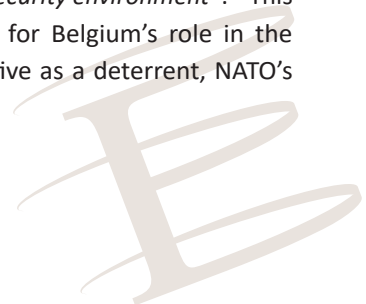 security environment". This
for Belgium's role in the
ive as a deterrent, NATO's